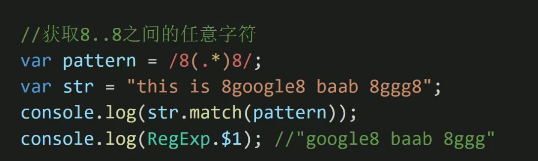 //获取8..8之间的任意字符
var pattern = /8(.*)8/;
var str = "this is 8google8 baab 8ggg8";
console.log(str.match(pattern));
console.log(RegExp.$1); //"google8 baab 8ggg"